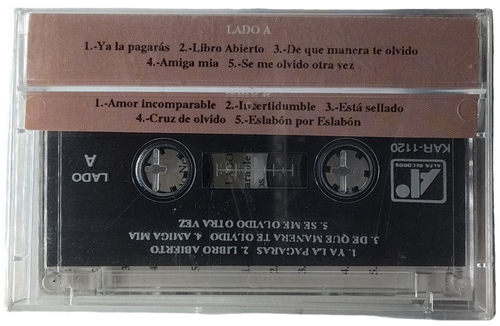 LADO A
1.-Ya la pagarás 2.-Libro Abierto 3.-De que manera te olvido
4.-Amiga mia 5.-Se me olvido otra vez
1.-Amor incomparable 2.-Incertidumble 3.-Está sellado
4.-Cruz de olvido 5.-Eslabón por Eslabón
LADO
A
KAR-1120
ALFA RECORDS
1. YA LA PAGARAS 2. LIBRO ABIERTO
3. DE QUE MANERA TE OLVIDO 4. AMIGA MIA
5. SE ME OLVIDO OTRA VEZ